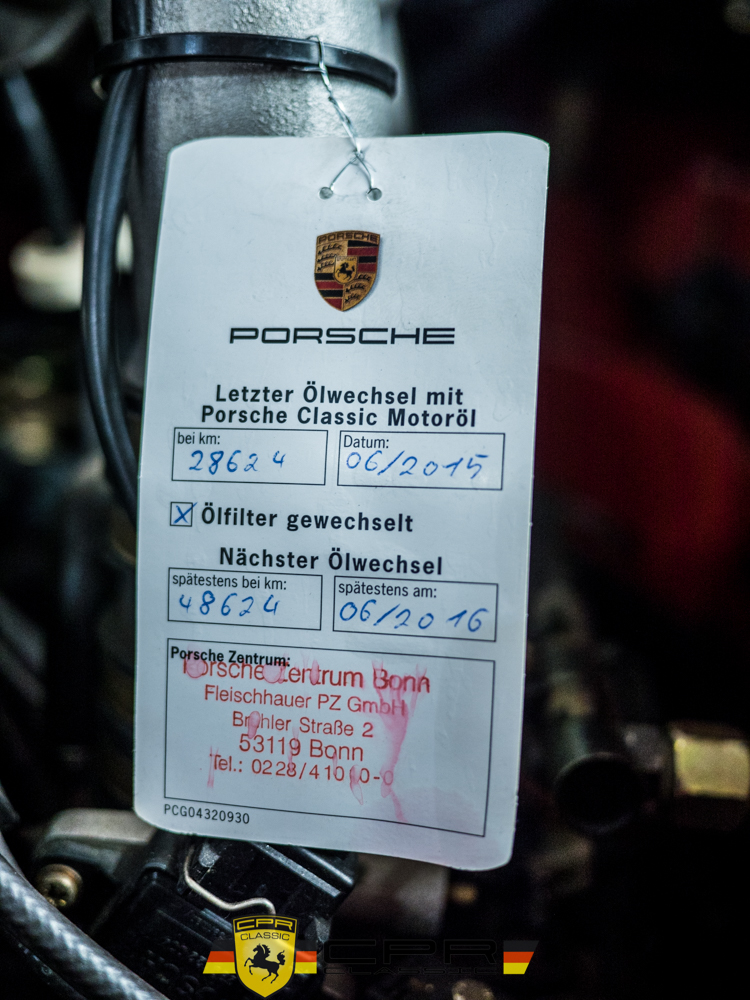 PORSCHE
PORSCHE
Letzter Ölwechsel mit
Porsche Classic Motoröl
bei km:
28624
Datum:
06/2015
X Ölfilter gewechselt
Nächster Ölwechsel
spätestens bei km:
48624
spätestens am:
06/2016
Porsche Zentrum:
Porsche Zentrum Bonn
Fleischhauer PZ GmbH
Brühler Straße 2
53119 Bonn
Tel.: 0228/41010-0
PCG04320930
CPR
CLASSIC
CPR